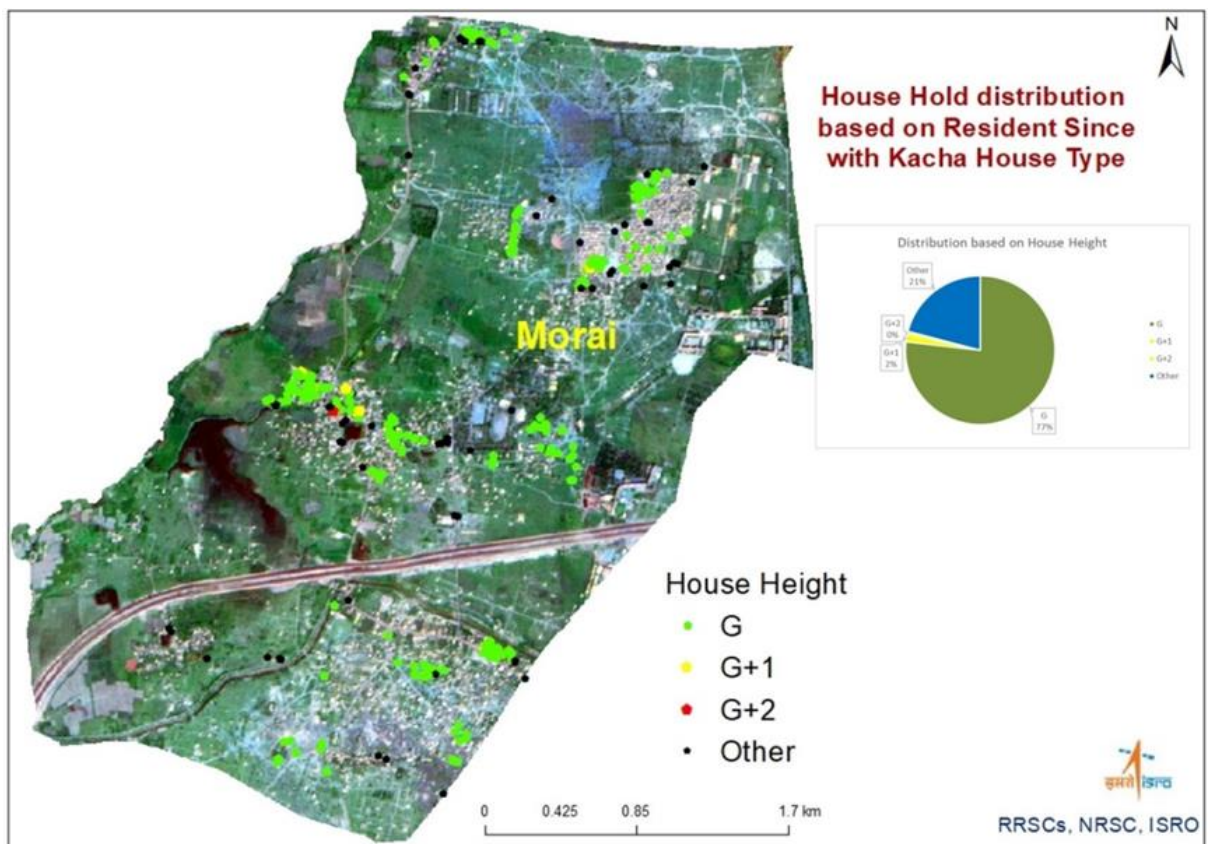 N
House Hold distribution
based on Resident Since
with Kacha House Type
Distribution based on House Height
Other
21%
G+2
0%
G+1
2%
G
77%
G
G+1
G+2
Other
Morai
House Height
G
G+1
G+2
Other
0 0.425 0.85 1.7 km
इसरो isro
RRSCs, NRSC, ISRO